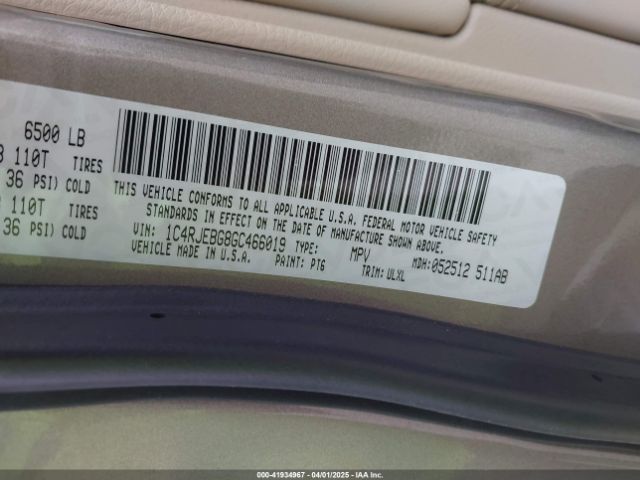 6500 LB
110T TIRES
36 PSI) COLD
110T TIRES
36 PSI) COLD
THIS VEHICLE CONFORMS TO ALL APPLICABLE U.S.A. FEDERAL MOTOR VEHICLE SAFETY
STANDARDS IN EFFECT ON THE DATE OF MANUFACTURE SHOWN ABOVE.
VIN: 1C4RJEBG8GC466019 TYPE: MPV MDH: 052512 511AB
VEHICLE MADE IN U.S.A. PAINT: PTG TRIM: ULXL
000-41934967 - 04/01/2025 - IAA Inc.